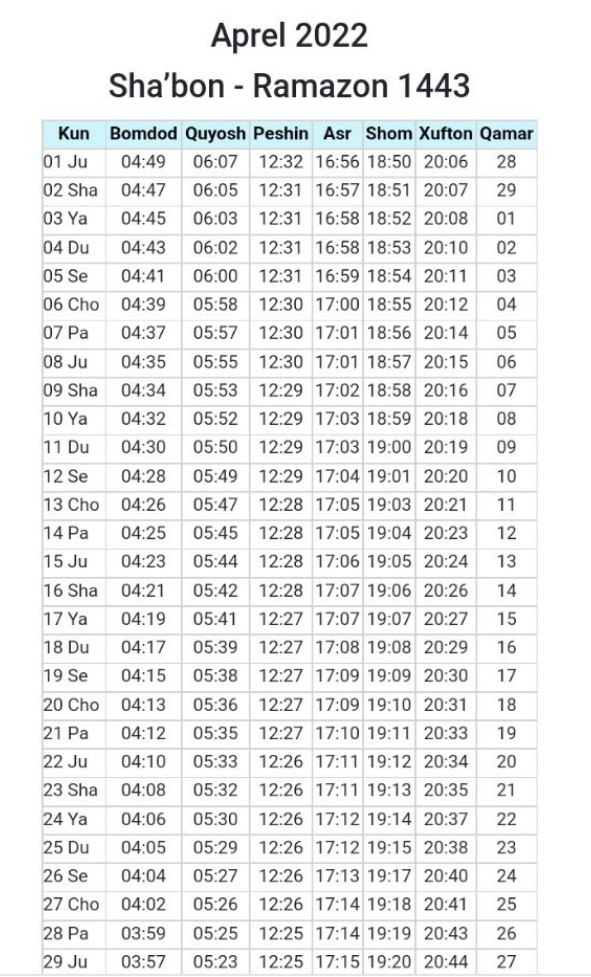 Aprel 2022
Sha’bon - Ramazon 1443
Kun Bomdod Quyosh Peshin Asr Shom Xufton Qamar
01 Ju 04:49 06:07 12:32 16:56 18:50 20:06 28
02 Sha 04:47 06:05 12:31 16:57 18:51 20:07 29
03 Ya 04:45 06:03 12:31 16:58 18:52 20:08 01
04 Du 04:43 06:02 12:31 16:58 18:53 20:10 02
05 Se 04:41 06:00 12:31 16:59 18:54 20:11 03
06 Cho 04:39 05:58 12:30 17:00 18:55 20:12 04
07 Pa 04:37 05:57 12:30 17:01 18:56 20:14 05
08 Ju 04:35 05:55 12:30 17:01 18:57 20:15 06
09 Sha 04:34 05:53 12:29 17:02 18:58 20:16 07
10 Ya 04:32 05:52 12:29 17:03 18:59 20:18 08
11 Du 04:30 05:50 12:29 17:03 19:00 20:19 09
12 Se 04:28 05:49 12:29 17:04 19:01 20:20 10
13 Cho 04:26 05:47 12:28 17:05 19:03 20:21 11
14 Pa 04:25 05:45 12:28 17:05 19:04 20:23 12
15 Ju 04:23 05:44 12:28 17:06 19:05 20:24 13
16 Sha 04:21 05:42 12:28 17:07 19:06 20:26 14
17 Ya 04:19 05:41 12:27 17:07 19:07 20:27 15
18 Du 04:17 05:39 12:27 17:08 19:08 20:29 16
19 Se 04:15 05:38 12:27 17:09 19:09 20:30 17
20 Cho 04:13 05:36 12:27 17:09 19:10 20:31 18
21 Pa 04:12 05:35 12:27 17:10 19:11 20:33 19
22 Ju 04:10 05:33 12:26 17:11 19:12 20:34 20
23 Sha 04:08 05:32 12:26 17:11 19:13 20:35 21
24 Ya 04:06 05:30 12:26 17:12 19:14 20:37 22
25 Du 04:05 05:29 12:26 17:12 19:15 20:38 23
26 Se 04:04 05:27 12:26 17:13 19:17 20:40 24
27 Cho 04:02 05:26 12:26 17:14 19:18 20:41 25
28 Pa 03:59 05:25 12:25 17:14 19:19 20:43 26
29 Ju 03:57 05:23 12:25 17:15 19:20 20:44 27